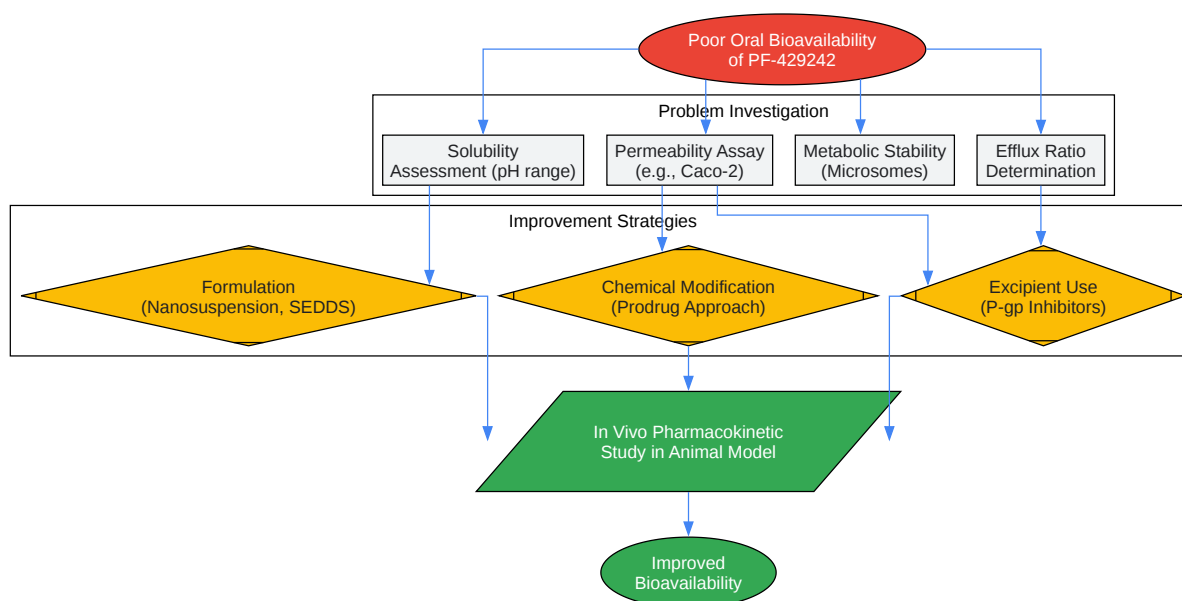 Poor Oral Bioavailability
of PF-429242
Problem Investigation
Solubility
Assessment (pH range)
Permeability Assay
(e.g., Caco-2)
Metabolic Stability
(Microsomes)
Efflux Ratio
Determination
Improvement Strategies
Formulation
(Nanosuspension, SEDDS)
Chemical Modification
(Prodrug Approach)
Excipient Use
(P-gp Inhibitors)
In Vivo Pharmacokinetic
Study in Animal Model
Improved
Bioavailability